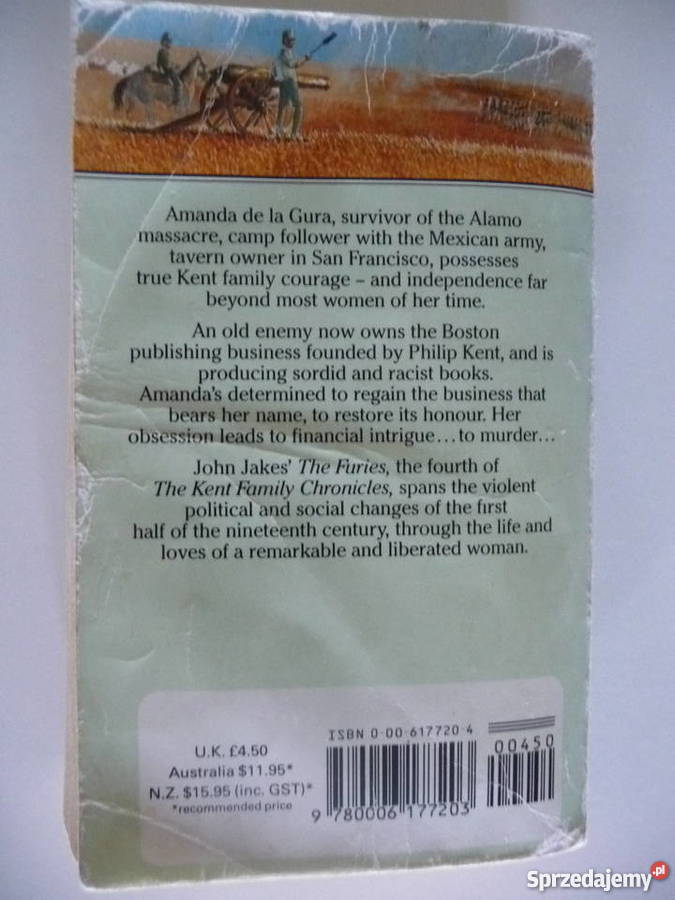 Amanda de la Gura, survivor of the Alamo
massacre, camp follower with the Mexican army,
tavern owner in San Francisco, possesses
true Kent family courage – and independence far
beyond most women of her time.
An old enemy now owns the Boston
publishing business founded by Philip Kent, and is
producing sordid and racist books.
Amanda's determined to regain the business that
bears her name, to restore its honour. Her
obsession leads to financial intrigue...to murder...
John Jakes' The Furies, the fourth of
The Kent Family Chronicles, spans the violent
political and social changes of the first
half of the nineteenth century, through the life and
loves of a remarkable and liberated woman.
U.K. £4.50
Australia $11.95*
N.Z. $15.95 (inc. GST)*
*recommended price
ISBN 0-00-617720-4
00450
9 780006 177203
Sprzedajemy.pl